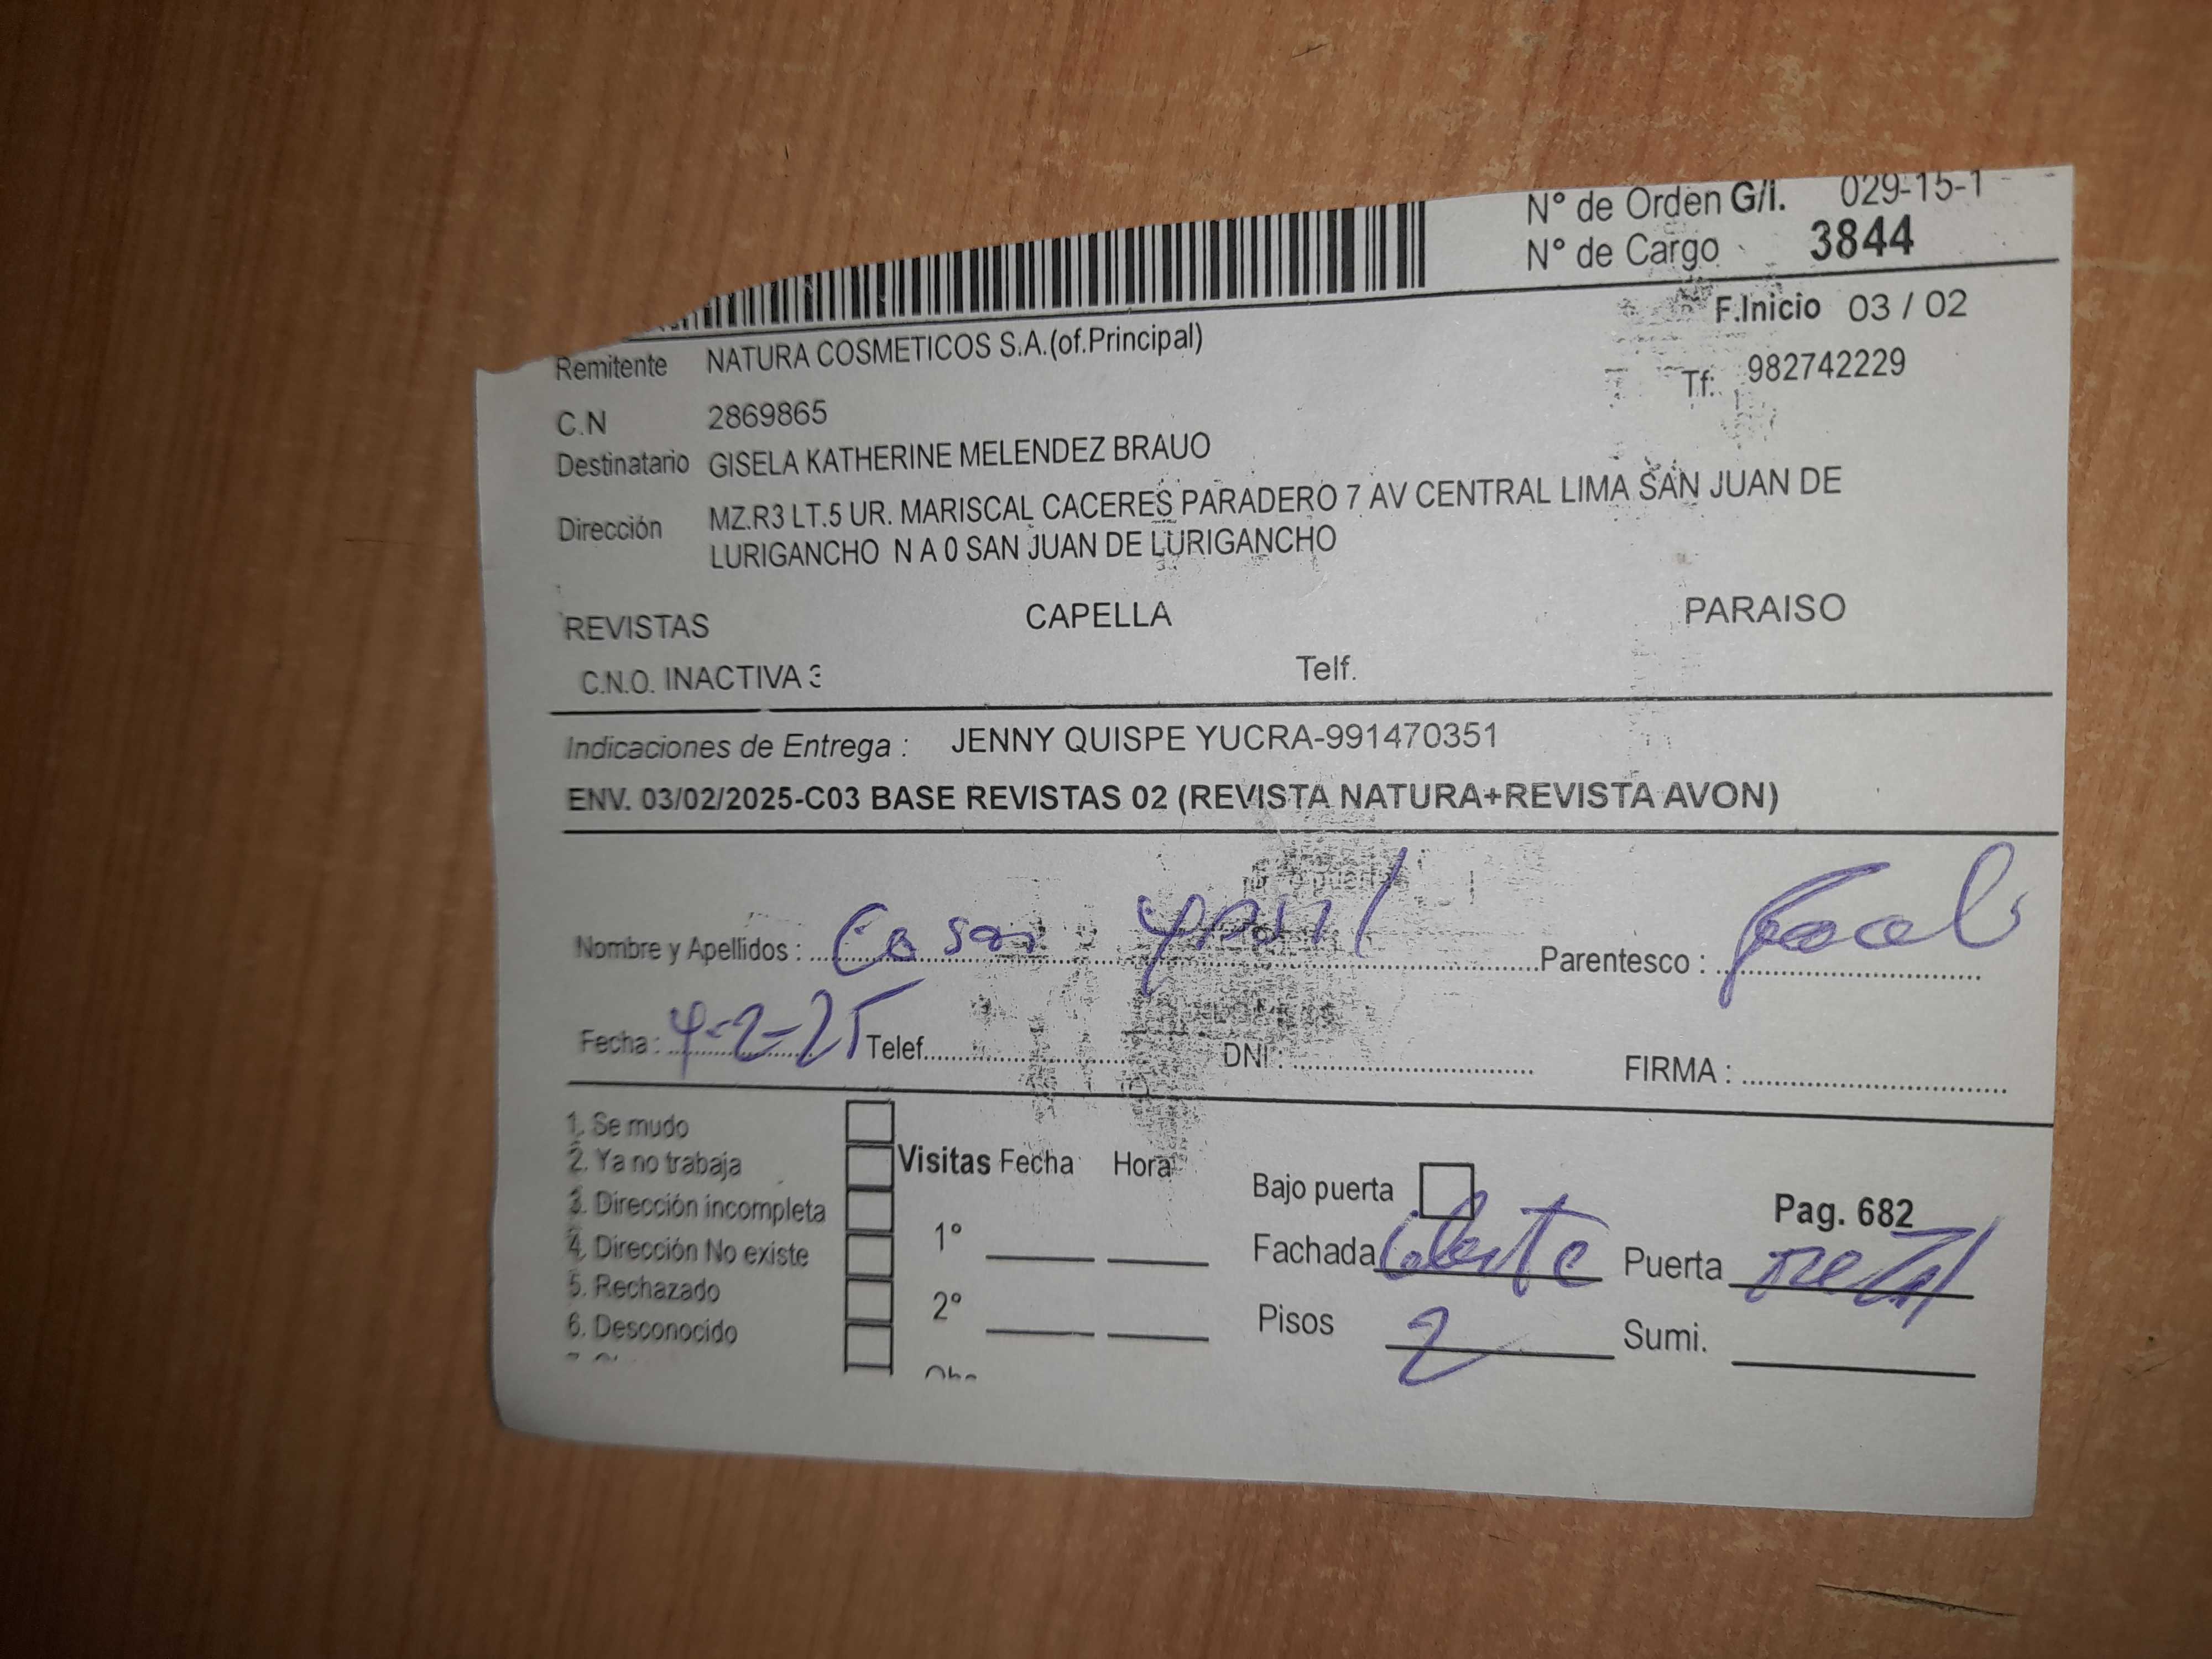 N° de Orden G/I. 029-15-1
N° de Cargo 3844
F.Inicio 03 / 02
Remitente NATURA COSMETICOS S.A.(of.Principal)
Tf: 982742229
C.N 2869865
Destinatario GISELA KATHERINE MELENDEZ BRAUO
Dirección MZ.R3 LT.5 UR. MARISCAL CACERES PARADERO 7 AV CENTRAL LIMA SAN JUAN DE
LURIGANCHO N A 0 SAN JUAN DE LURIGANCHO
REVISTAS CAPELLA PARAISO
C.N.O. INACTIVA 3 Telf.
Indicaciones de Entrega : JENNY QUISPE YUCRA-991470351
ENV. 03/02/2025-C03 BASE REVISTAS 02 (REVISTA NATURA+REVISTA AVON)
Nombre y Apellidos : Parentesco :
Fecha : 4-2-25 Telef. DNI : FIRMA :
1. Se mudo
2. Ya no trabaja
3. Dirección incompleta
4. Dirección No existe
5. Rechazado
6. Desconocido
Visitas Fecha Hora
1°
2°
Bajo puerta
Pag. 682
Fachada Celeste Puerta metal
Pisos 2 Sumi.